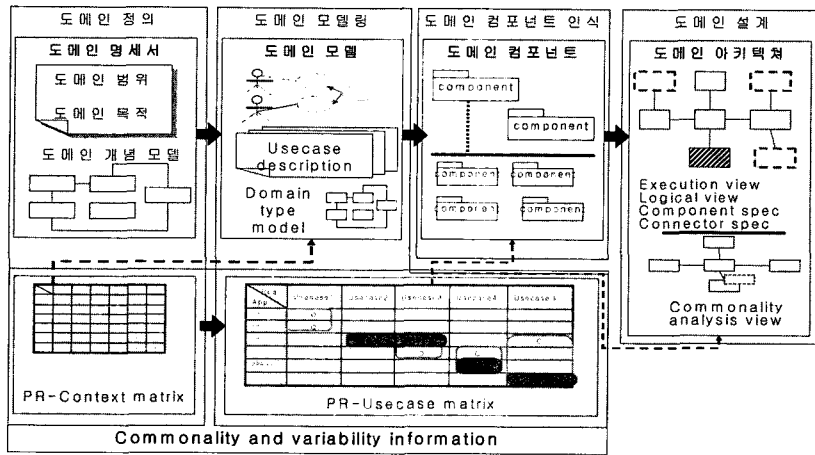 도메인 정의
도메인 명세서
도메인 범위
도메인 목적
도메인 개념 모델
도메인 모델링
도메인 모델
Usecase
description
Domain
type
model
도메인 컴포넌트 인식
도메인 컴포넌트
component
component
component
component
component
component
도메인 설계
도메인 아키텍쳐
Execution view
Logical view
Component spec
Connector spec
Commonality
analysis view
PR-Context matrix
App
Usecase2
Usecase4
PR-Usecase matrix
Commonality and variability information